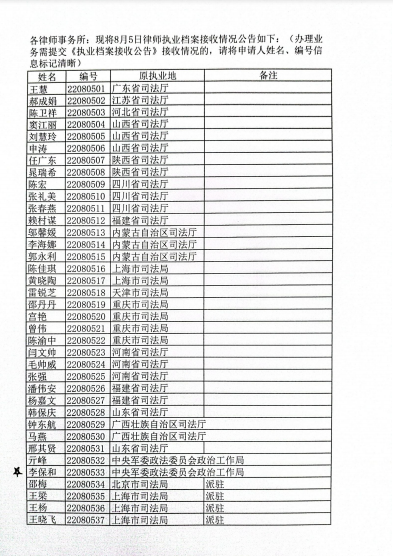 各律师事务所：现将8月5日律师执业档案接收情况公告如下：（办理业
务需提交《执业档案接收公告》接收情况的，请将申请人姓名、编号信
息标记清晰）
姓名 编号 原执业地 备注
王慧 22080501 广东省司法厅
郝成娟 22080502 江苏省司法厅
陈卫祥 22080503 河北省司法厅
窦江丽 22080504 山西省司法厅
刘慧玲 22080505 山西省司法厅
申涛 22080506 山西省司法厅
任广东 22080507 陕西省司法厅
晁瑞希 22080508 陕西省司法厅
陈宏 22080509 四川省司法厅
张礼美 22080510 四川省司法厅
张春燕 22080511 四川省司法厅
赖村谋 22080512 福建省司法厅
邬馨媛 22080513 内蒙古自治区司法厅
李海娜 22080514 内蒙古自治区司法厅
郭永利 22080515 内蒙古自治区司法厅
陈佳琪 22080516 上海市司法局
黄晓陶 22080517 上海市司法局
雷锐芝 22080518 天津市司法局
邵丹丹 22080519 重庆市司法局
宫艳 22080520 重庆市司法局
曾伟 22080521 重庆市司法局
陈渝中 22080522 重庆市司法局
闫文帅 22080523 河南省司法厅
毛帅威 22080524 河南省司法厅
张强 22080525 河南省司法厅
潘伟安 22080526 福建省司法厅
杨嘉文 22080527 福建省司法厅
韩保庆 22080528 山东省司法厅
钟东航 22080529 广西壮族自治区司法厅
马燕 22080530 广西壮族自治区司法厅
邢其贤 22080531 山东省司法厅
亓峰 22080532 中央军委政法委员会政治工作局
李保和 22080533 中央军委政法委员会政治工作局
邵梅 22080534 北京市司法局 派驻
王梁 22080535 上海市司法局 派驻
王杨 22080536 上海市司法局 派驻
王晓飞 22080537 上海市司法局 派驻